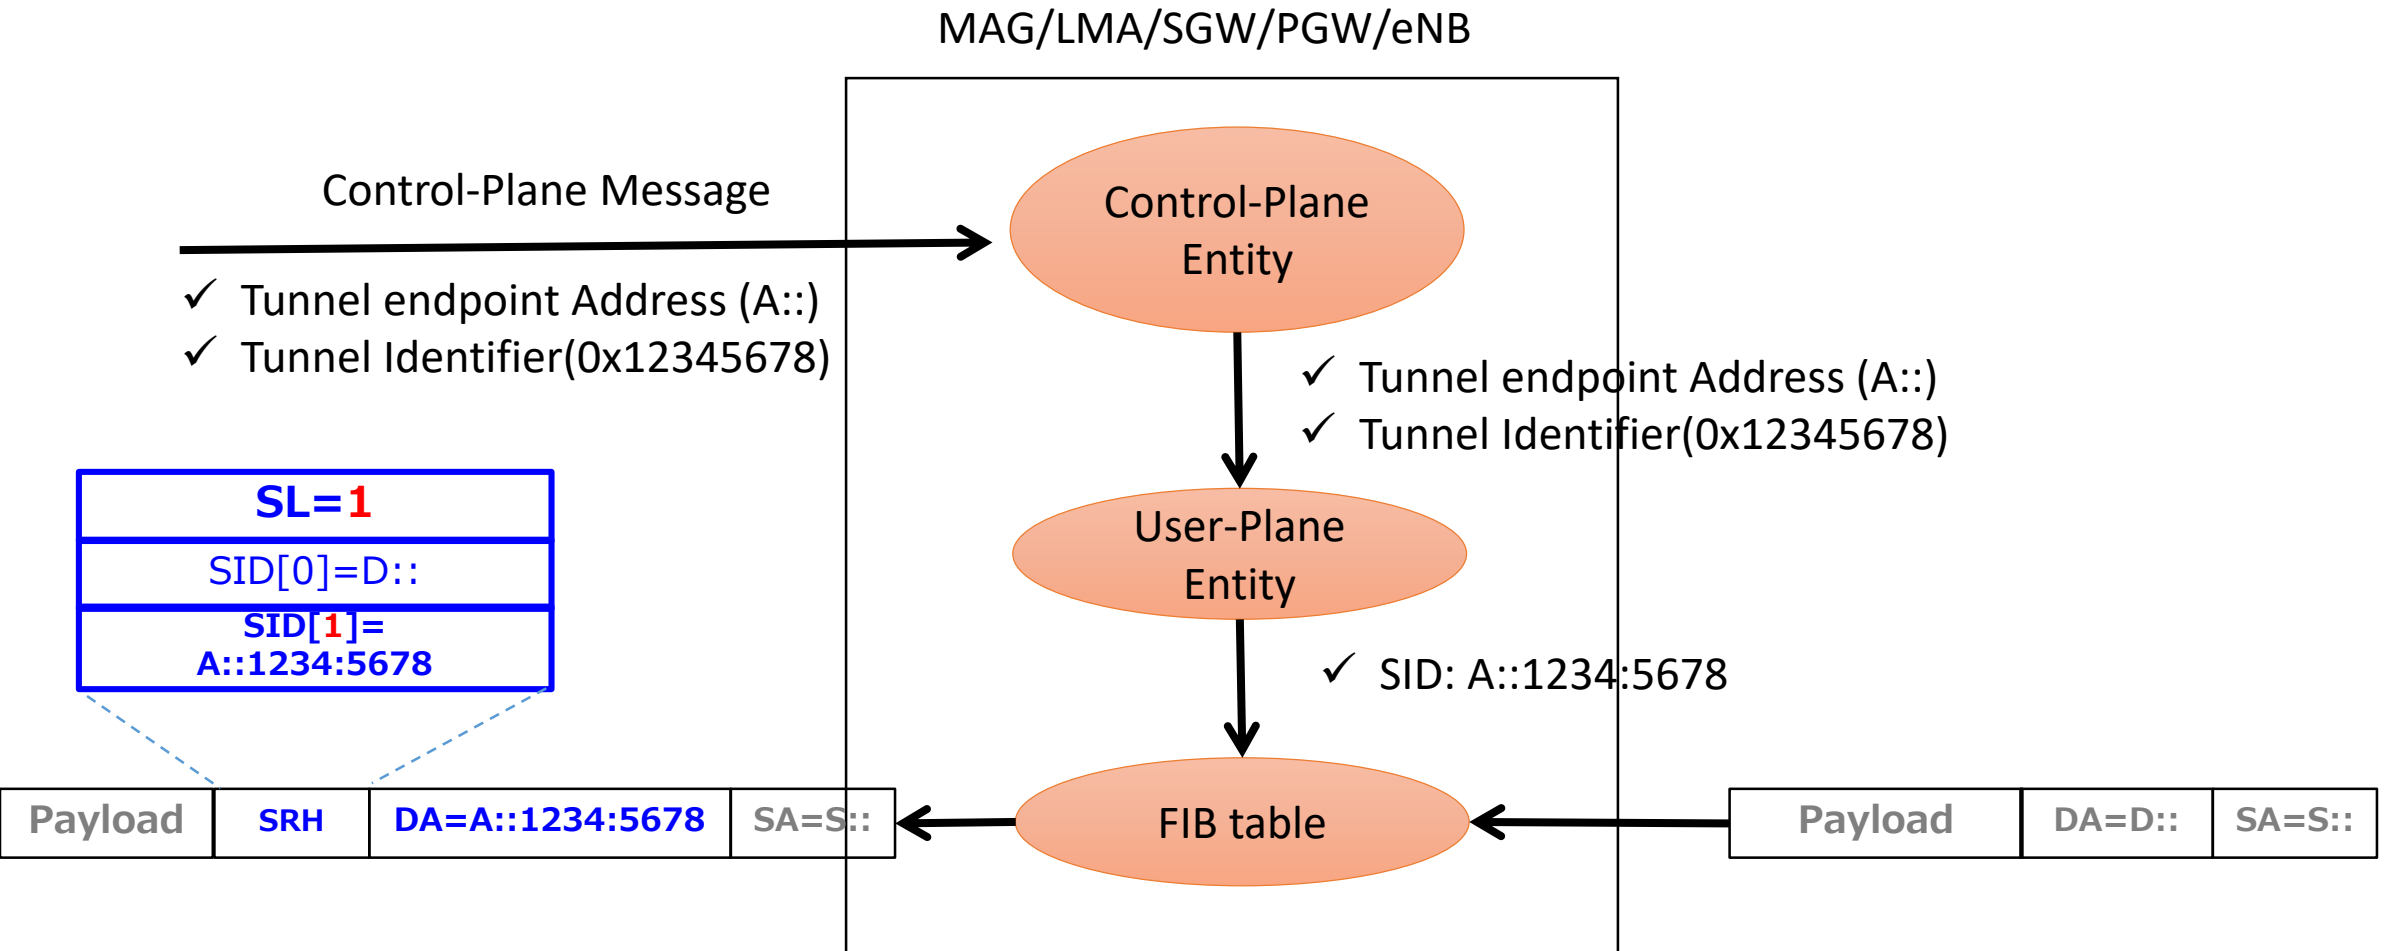 MAG/LMA/SGW/PGW/eNB
Control-Plane Message
✓ Tunnel endpoint Address (A::)
✓ Tunnel Identifier(0x12345678)
Control-Plane
Entity
✓ Tunnel endpoint Address (A::)
✓ Tunnel Identifier(0x12345678)
User-Plane
Entity
✓ SID: A::1234:5678
SL=1
SID[0]=D::
SID[1]=
A::1234:5678
Payload SRH DA=A::1234:5678 SA=S::
FIB table
Payload DA=D:: SA=S::